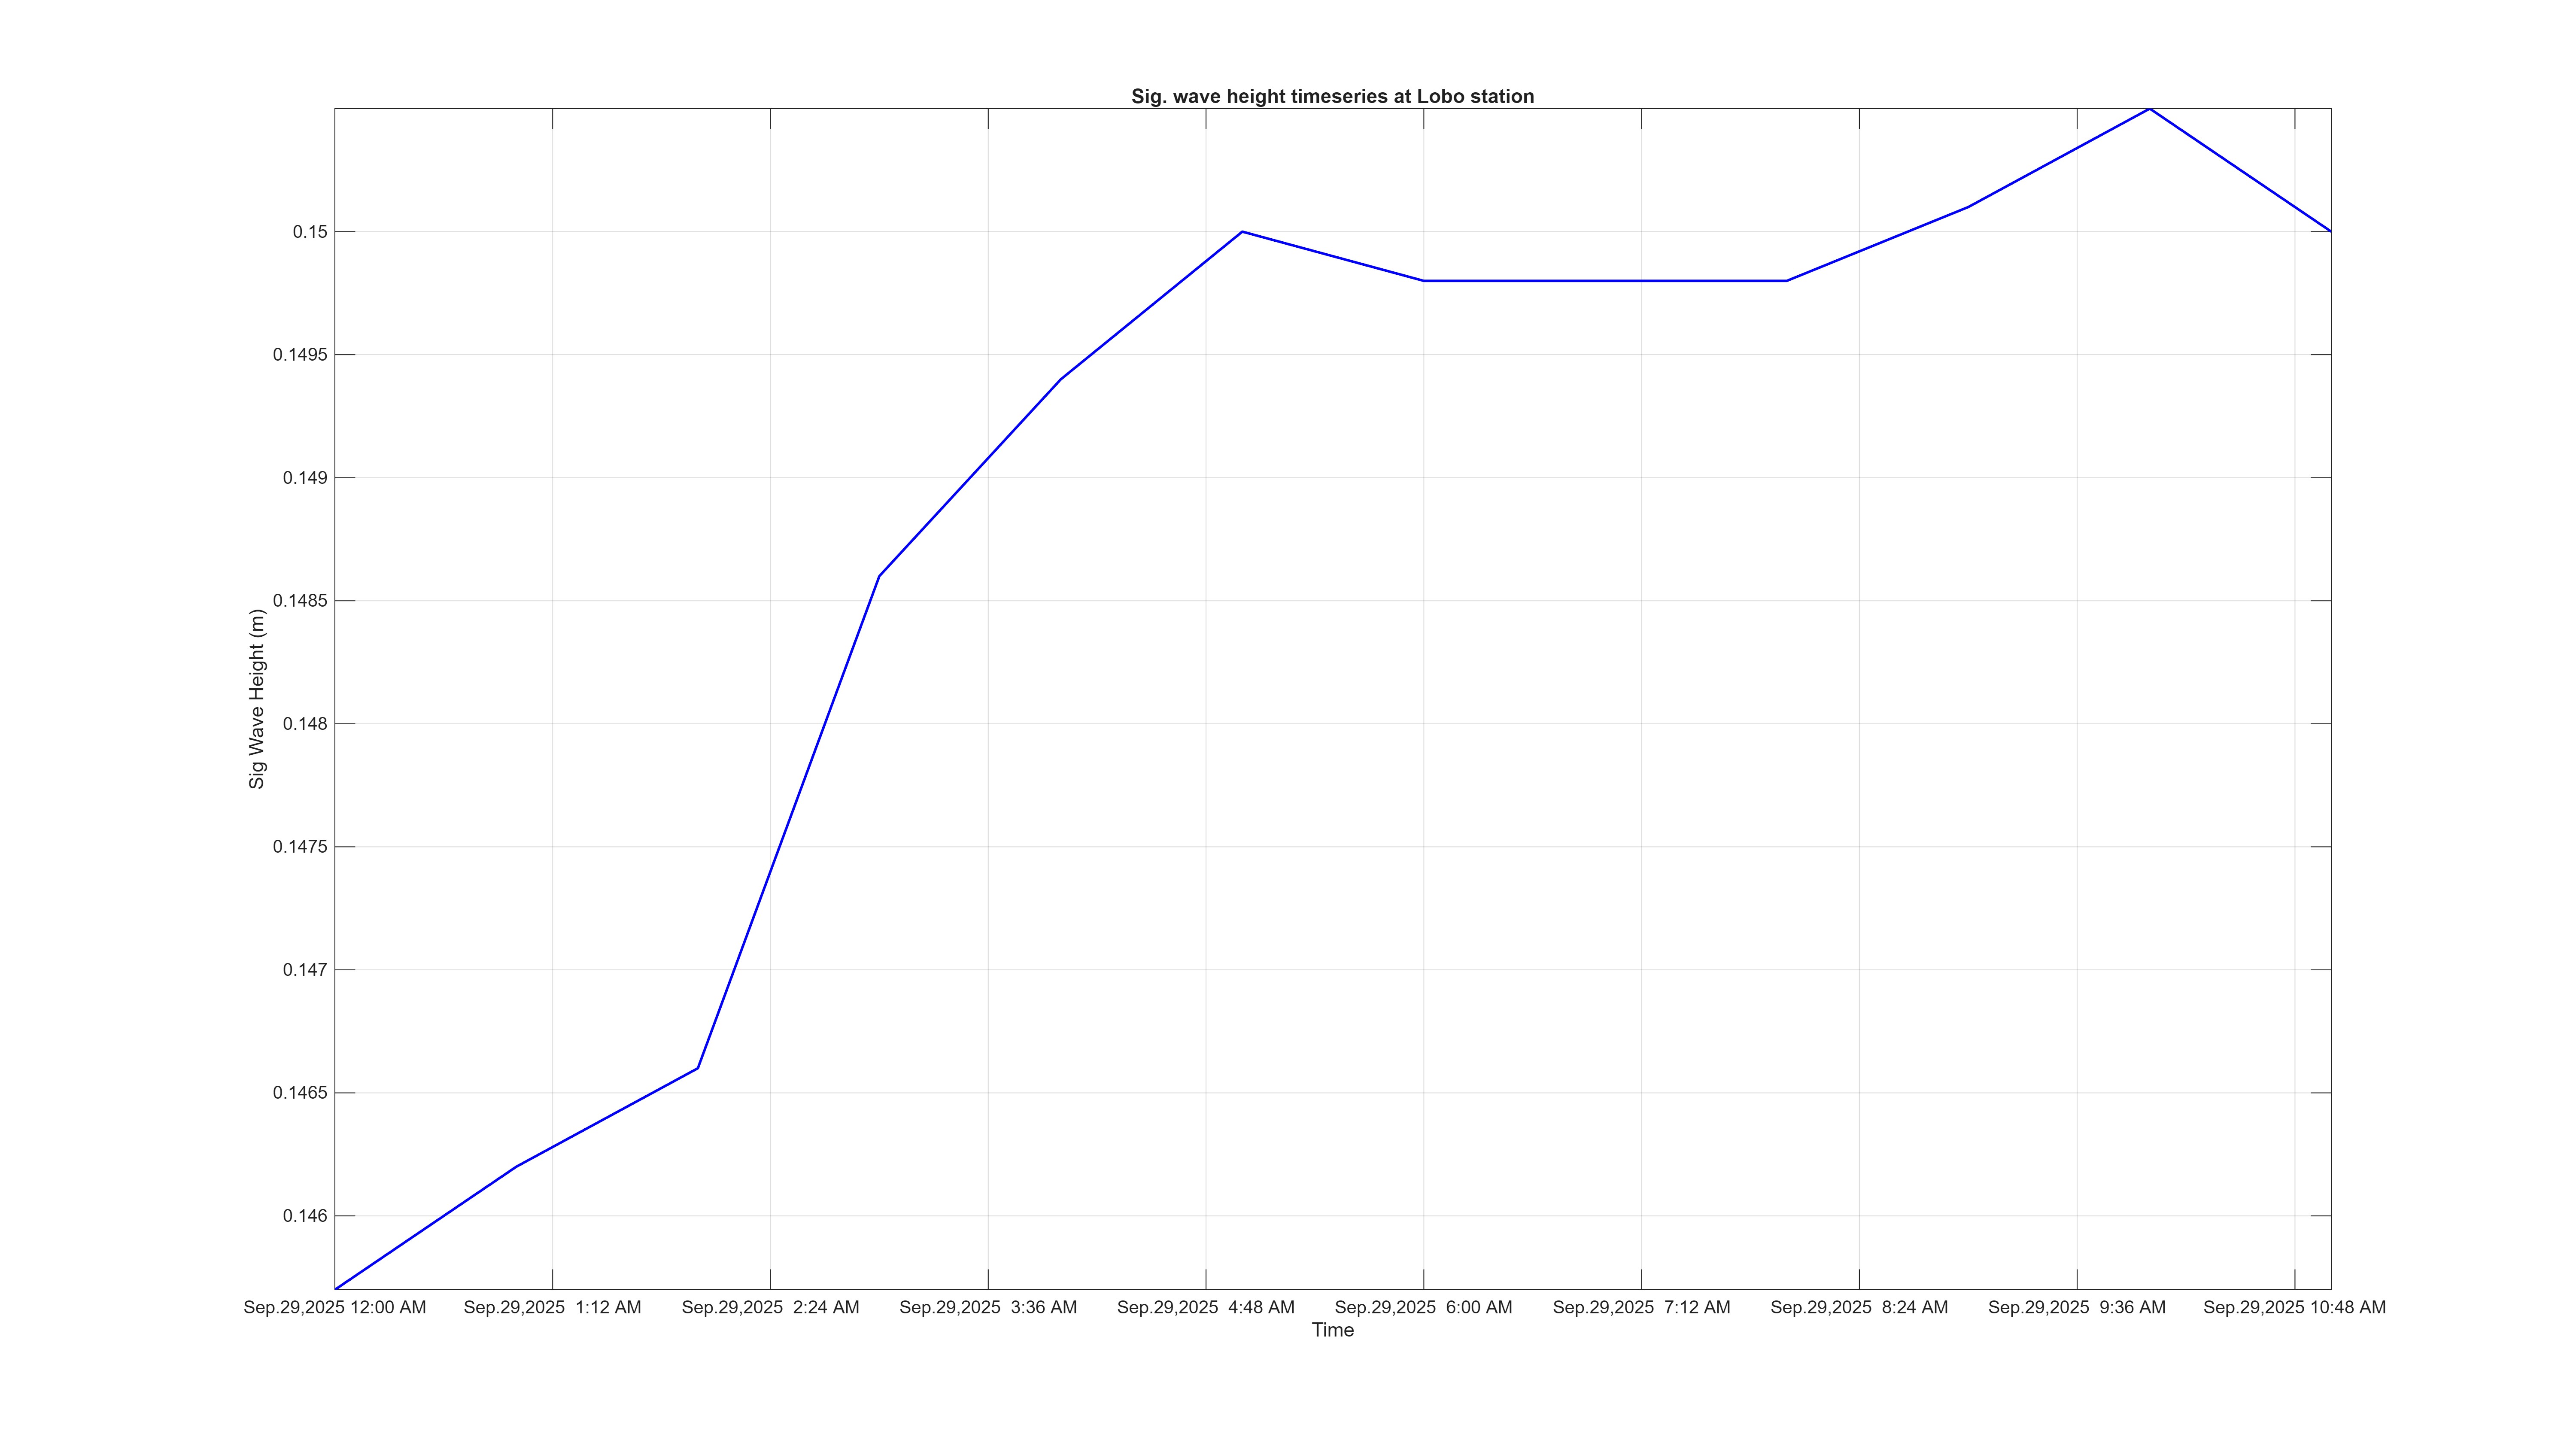 Sig. wave height timeseries at Lobo station
0.15
0.1495
0.149
0.1485
0.148
0.1475
0.147
0.1465
0.146
Sig Wave Height (m)
Sep.29,2025 12:00 AM
Sep.29,2025  1:12 AM
Sep.29,2025  2:24 AM
Sep.29,2025  3:36 AM
Sep.29,2025  4:48 AM
Sep.29,2025  6:00 AM
Sep.29,2025  7:12 AM
Sep.29,2025  8:24 AM
Sep.29,2025  9:36 AM
Sep.29,2025 10:48 AM
Time